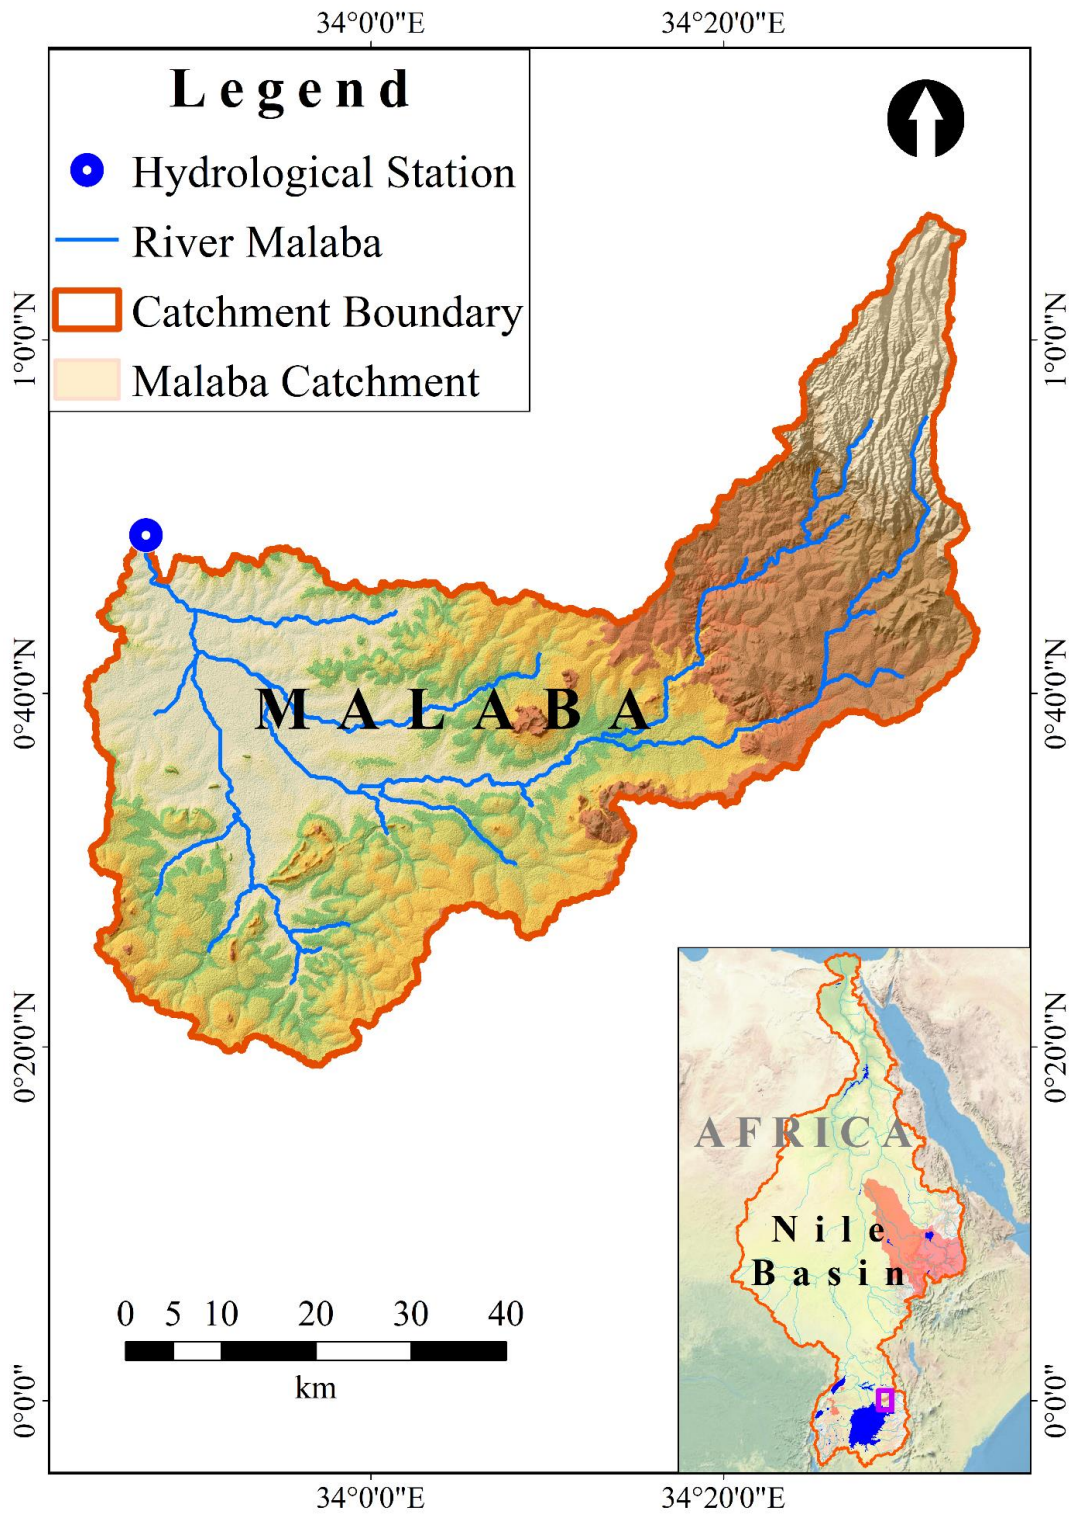 34°0'0"E 34°20'0"E
Legend
Hydrological Station
River Malaba
Catchment Boundary
Malaba Catchment
1°0'0"N 1°0'0"N
0°40'0"N 0°40'0"N
MALABA
0°20'0"N 0°20'0"N
AFRICA
Nile
Basin
0 5 10 20 30 40
km
0°0'0" 0°0'0"
34°0'0"E 34°20'0"E